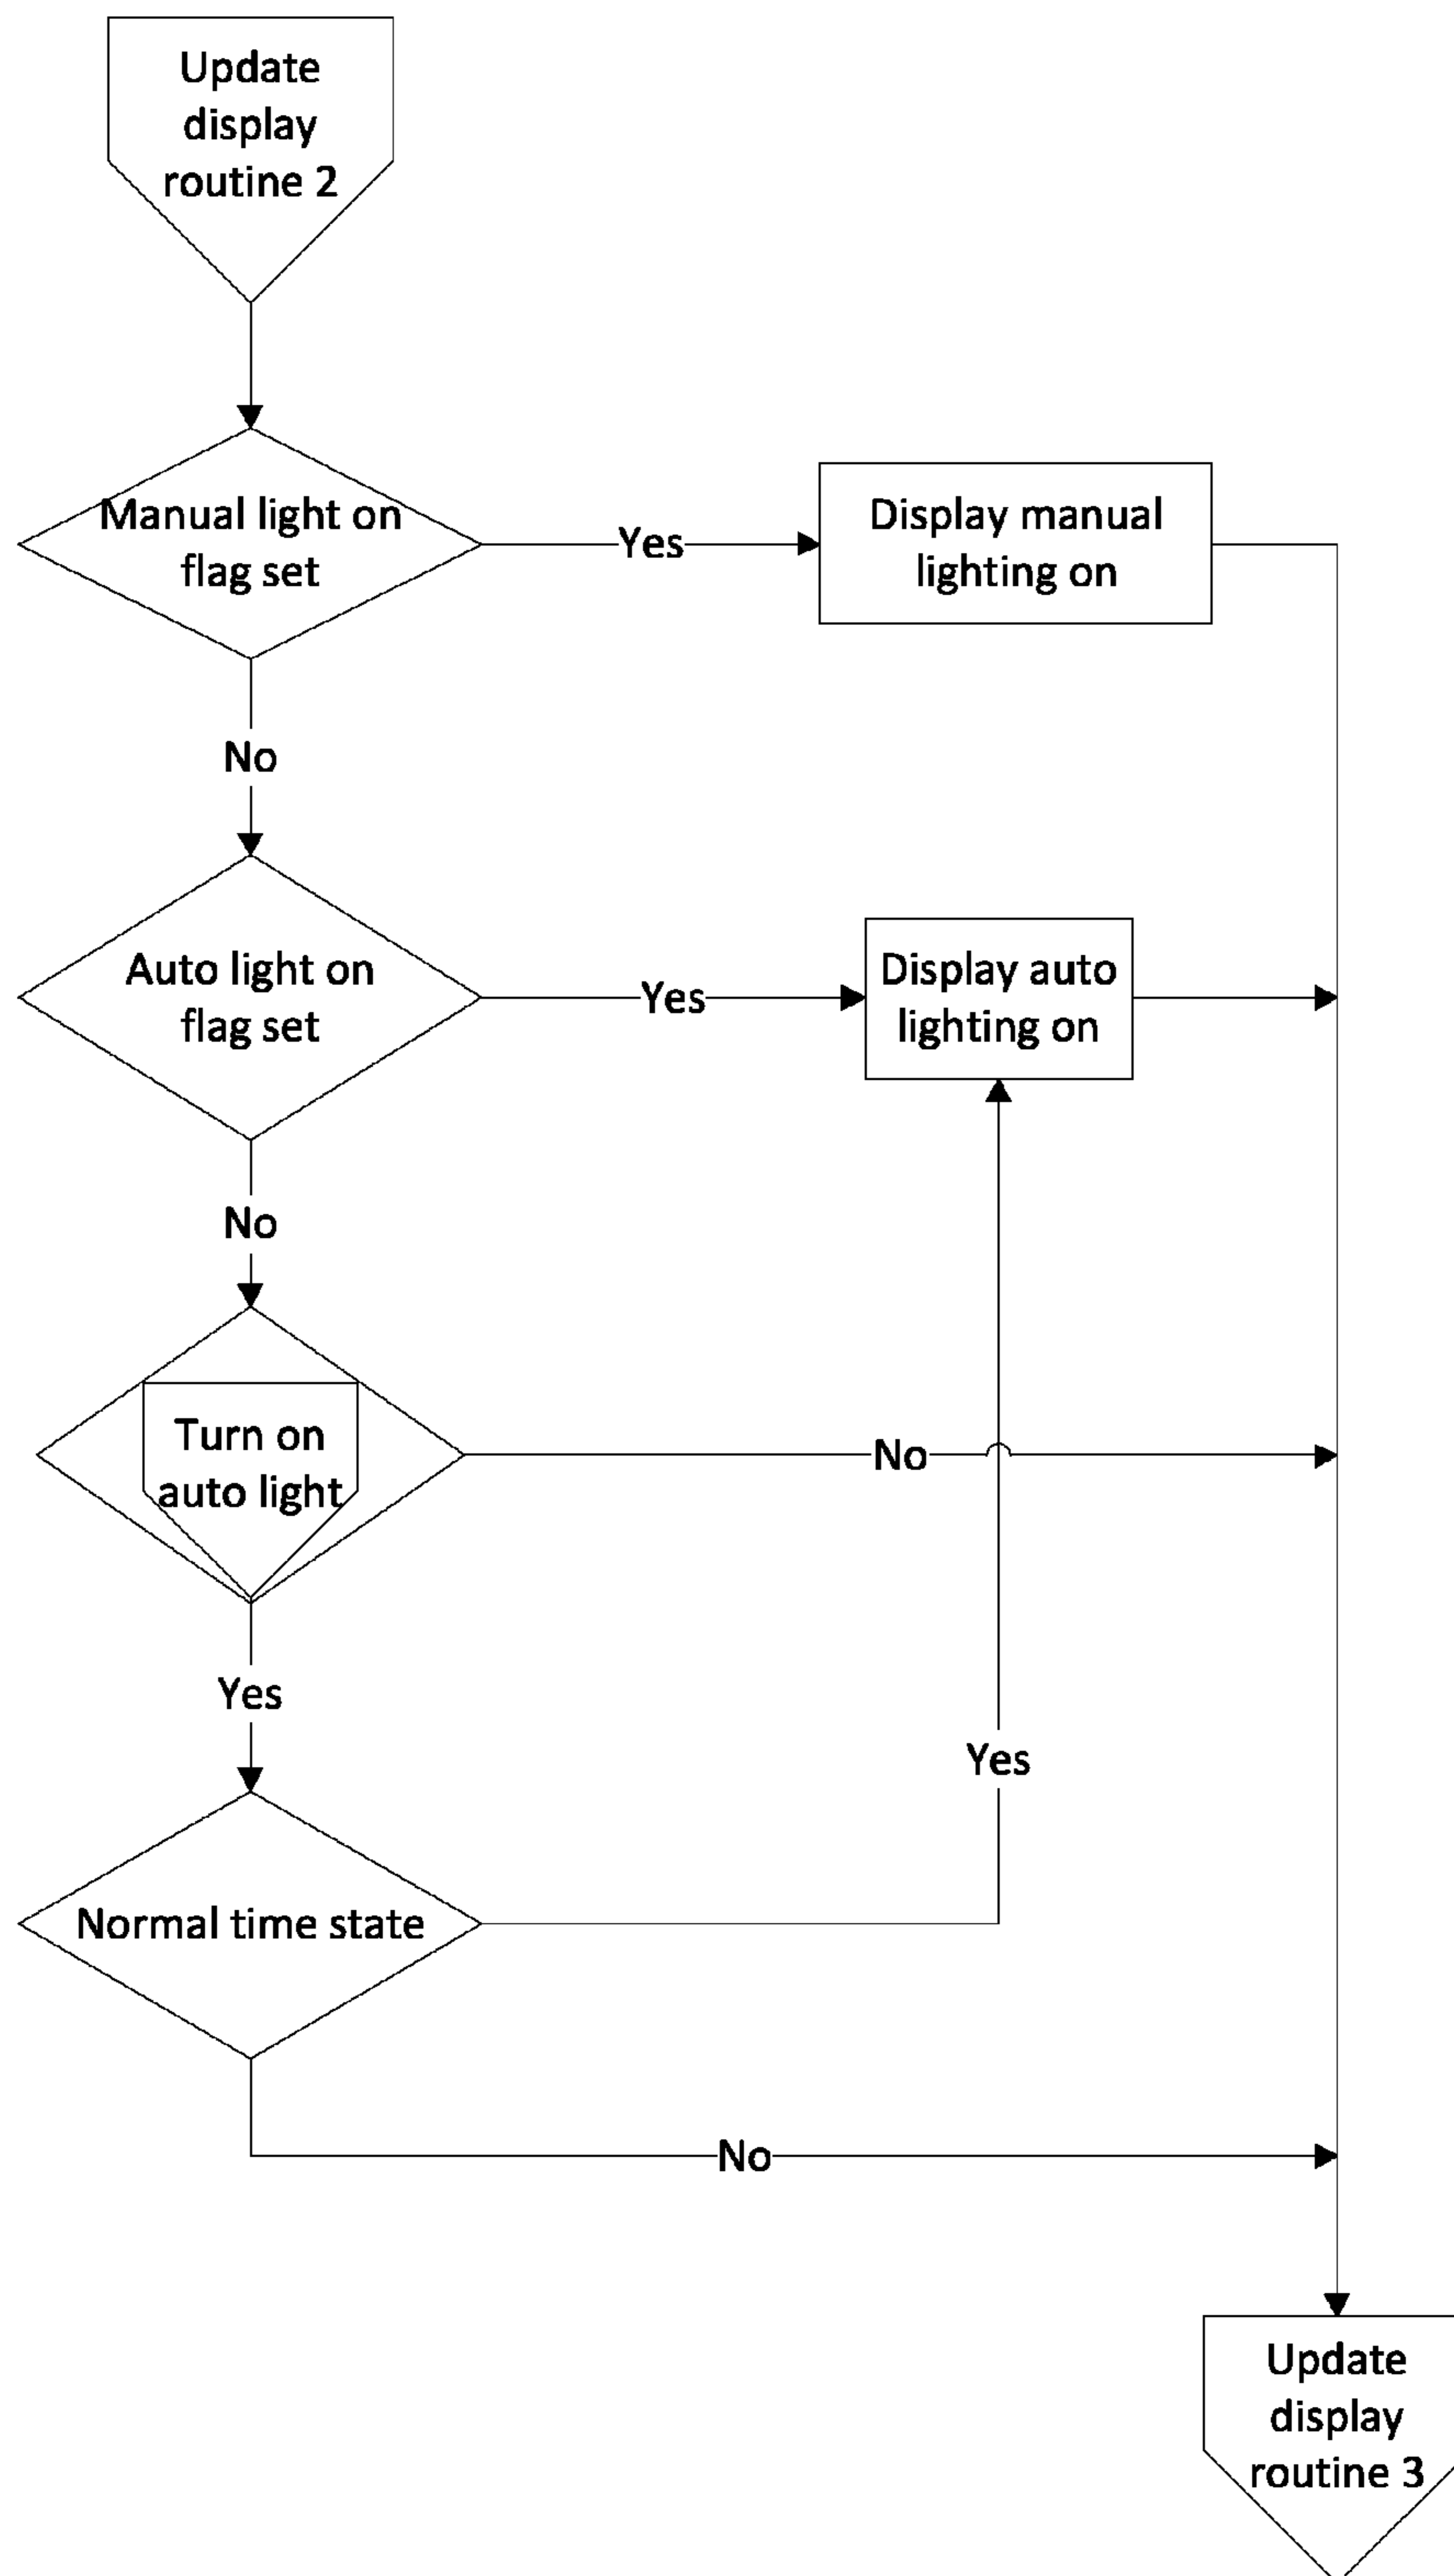 Update
display
routine 2
Manual light on
flag set
Yes
Display manual
lighting on
No
Auto light on
flag set
Yes
Display auto
lighting on
No
Turn on
auto light
No
Yes
Yes
Normal time state
No
Update
display
routine 3